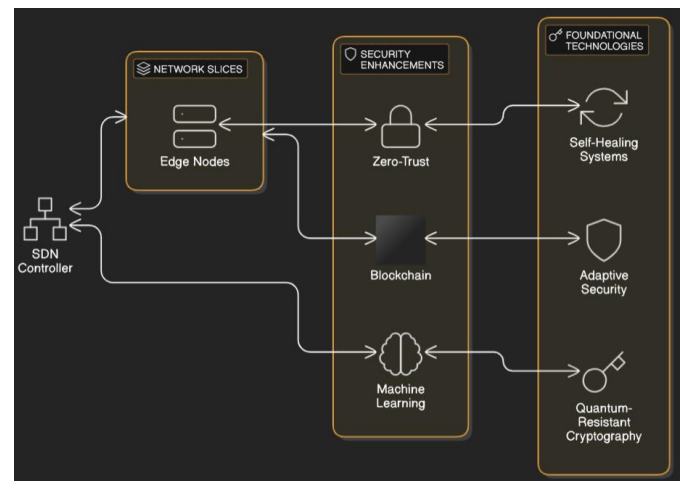 NETWORK SLICES
Edge Nodes
SDN
Controller
SECURITY
ENHANCEMENTS
Zero-Trust
Blockchain
Machine
Learning
FOUNDATIONAL
TECHNOLOGIES
Self-Healing
Systems
Adaptive
Security
Quantum-
Resistant
Cryptography